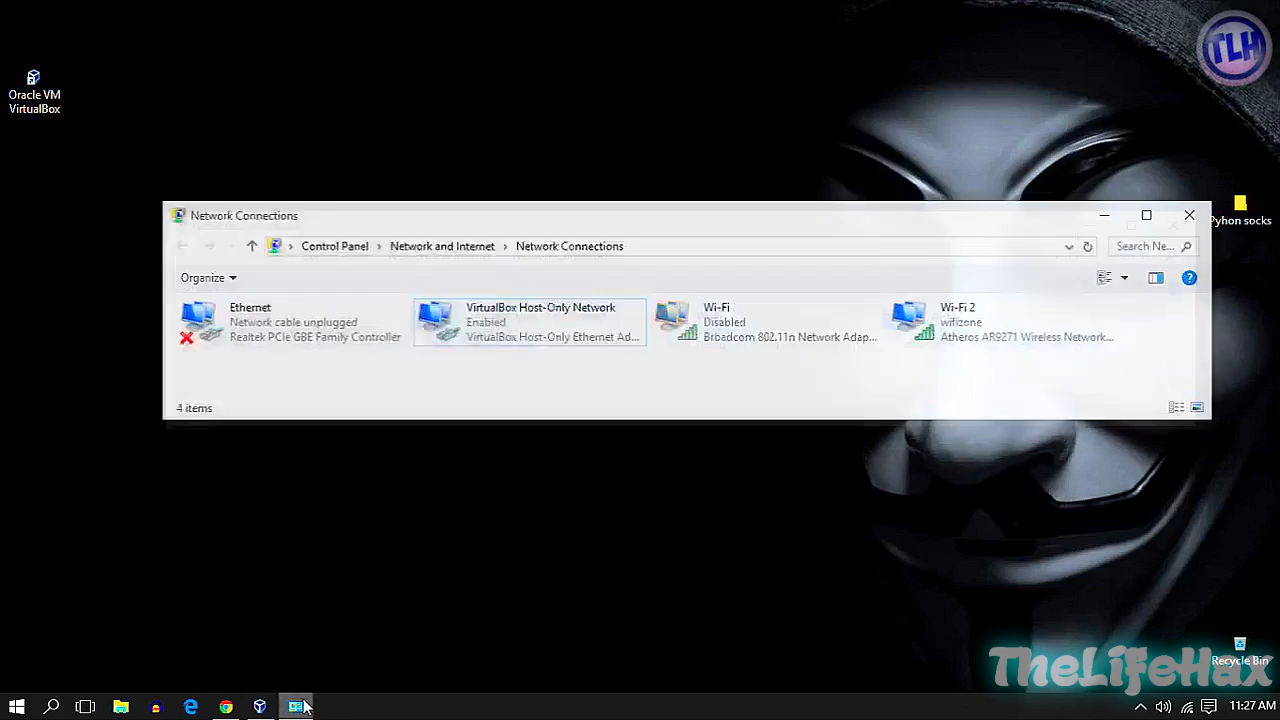 TLH
Oracle VM
VirtualBox
Pyhon socks
Network Connections
Control Panel > Network and Internet > Network Connections
Search Ne...
Organize
Ethernet
Network cable unplugged
Realtek PCIe GBE Family Controller
VirtualBox Host-Only Network
Enabled
VirtualBox Host-Only Ethernet Ad...
Wi-Fi
Disabled
Broadcom 802.11n Network Adap...
Wi-Fi 2
wifizone
Atheros AR9271 Wireless Network...
4 items
Recycle Bin
TheLifeHax
11:27 AM